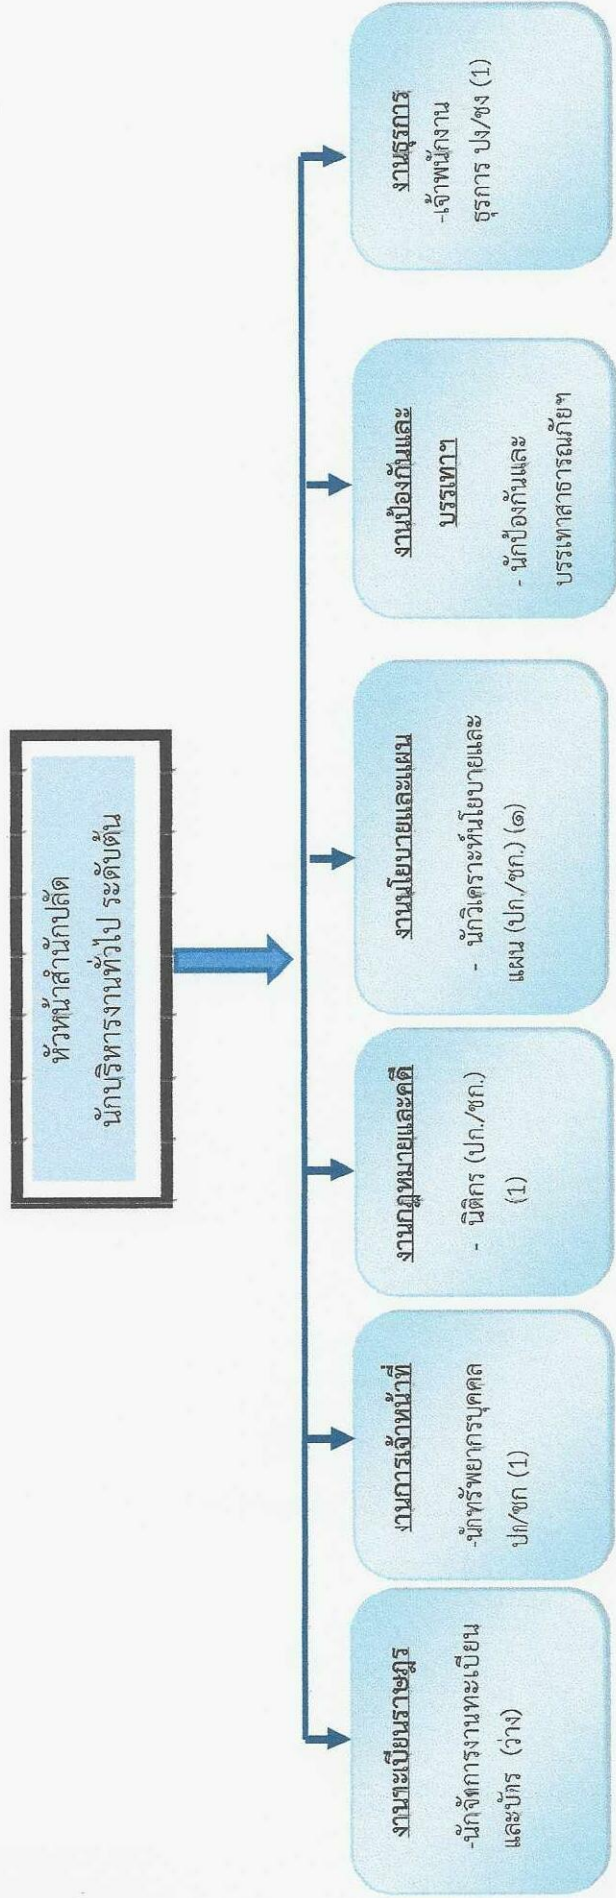 หัวหน้าสำนักปลัด
นักบริหารงานทั่วไป ระดับต้น
งานทะเบียนราษฎร
-นักจัดการงานทะเบียน
และบัตร (ว่าง)
งานการเจ้าหน้าที่
-นักทรัพยากรบุคคล
ปก/ชก (1)
งานกฎหมายและคดี
- นิติกร (ปก./ชก.)
(1)
งานนโยบายและแผน
- นักวิเคราะห์นโยบายและ
แผน (ปก./ชก.) (๑)
งานป้องกันและ
บรรเทาฯ
- นักป้องกันและ
บรรเทาสาธารณภัยฯ
งานธุรการ
-เจ้าพนักงาน
ธุรการ ปง/ชง (1)